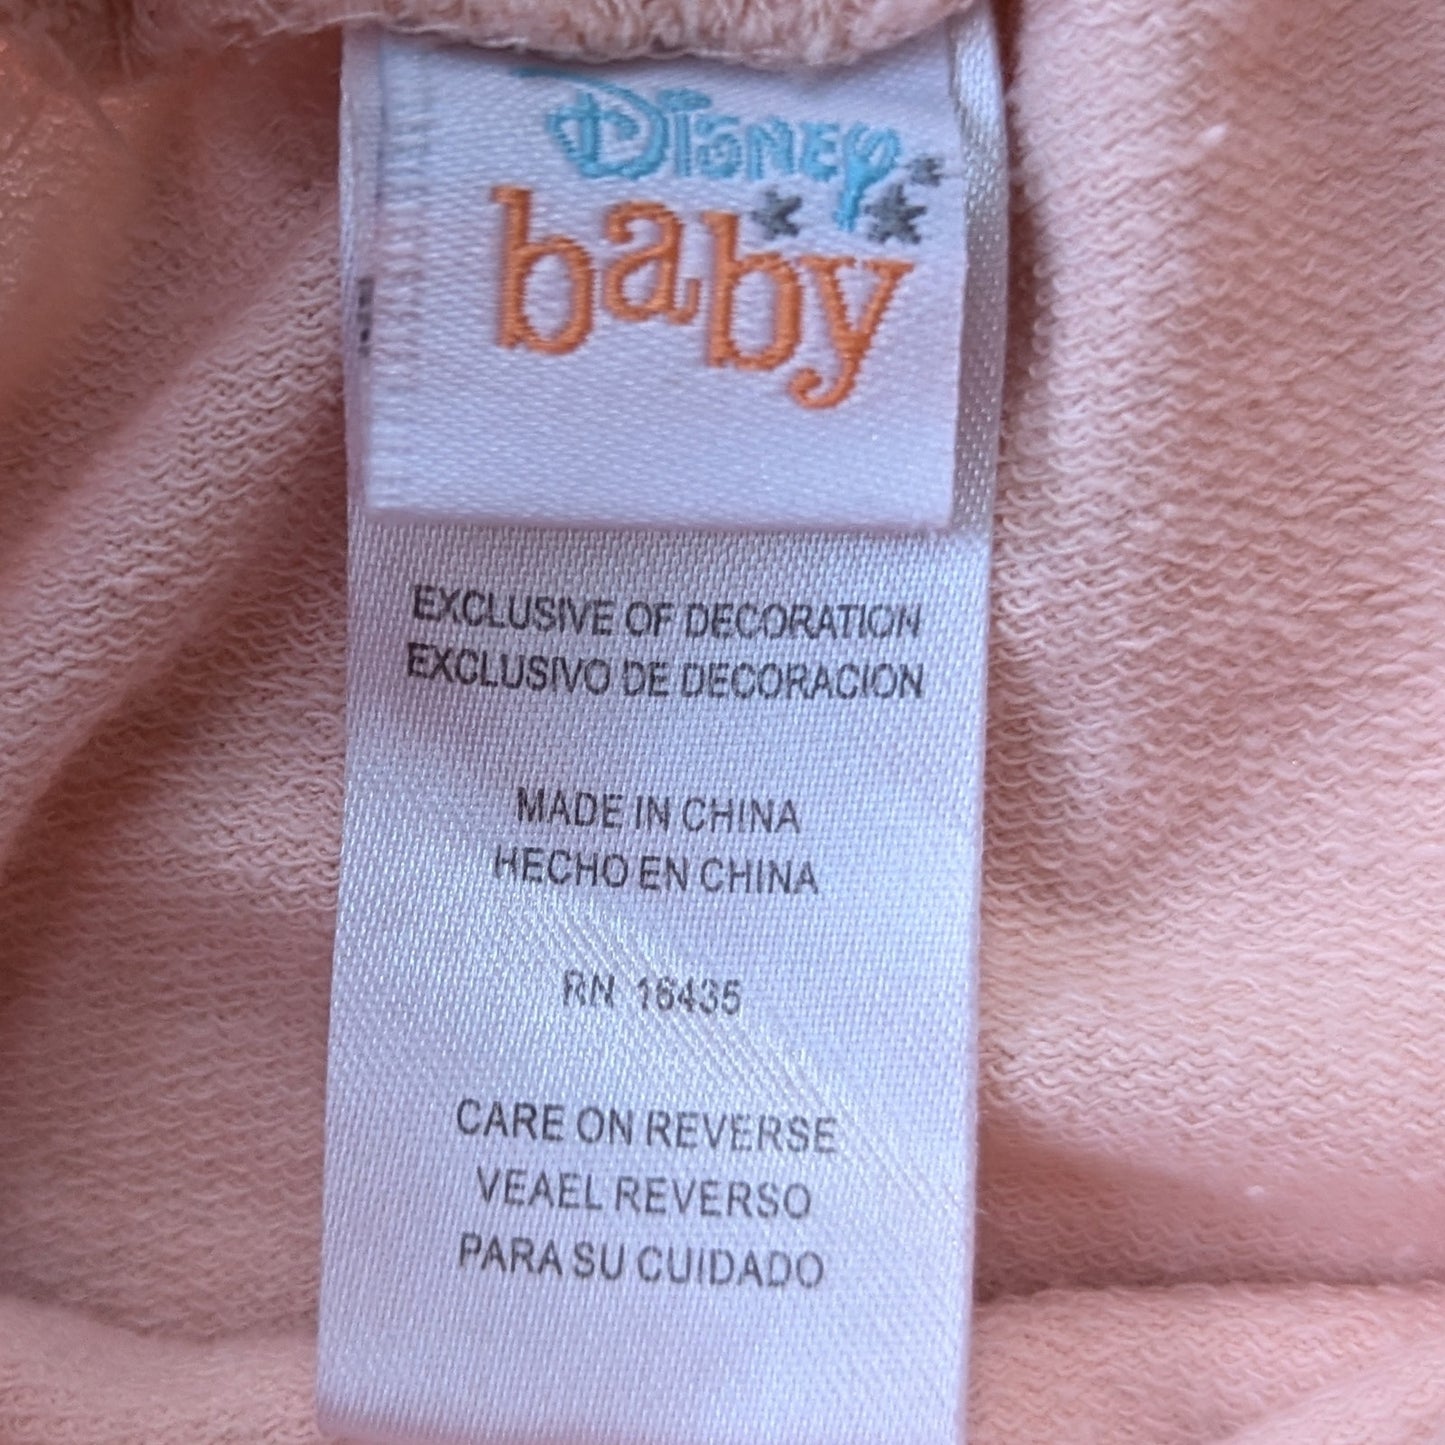 Disney
baby
EXCLUSIVE OF DECORATION
EXCLUSIVO DE DECORACION
MADE IN CHINA
HECHO EN CHINA
RN 16435
CARE ON REVERSE
VEAEL REVERSO
PARA SU CUIDADO